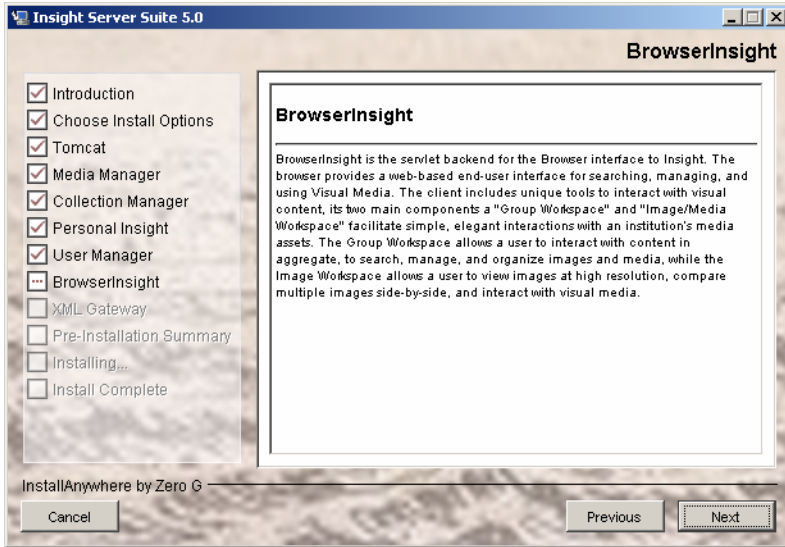 Insight Server Suite 5.0
BrowserInsight
Introduction
Choose Install Options
Tomcat
Media Manager
Collection Manager
Personal Insight
User Manager
BrowserInsight
XML Gateway
Pre-Installation Summary
Installing...
Install Complete
BrowserInsight
BrowserInsight is the servlet backend for the Browser interface to Insight. The
browser provides a web-based end-user interface for searching, managing, and
using Visual Media. The client includes unique tools to interact with visual
content, its two main components a "Group Workspace" and "Image/Media
Workspace" facilitate simple, elegant interactions with an institution's media
assets. The Group Workspace allows a user to interact with content in
aggregate, to search, manage, and organize images and media, while the
Image Workspace allows a user to view images at high resolution, compare
multiple images side-by-side, and interact with visual media.
InstallAnywhere by Zero G
Cancel
Previous
Next